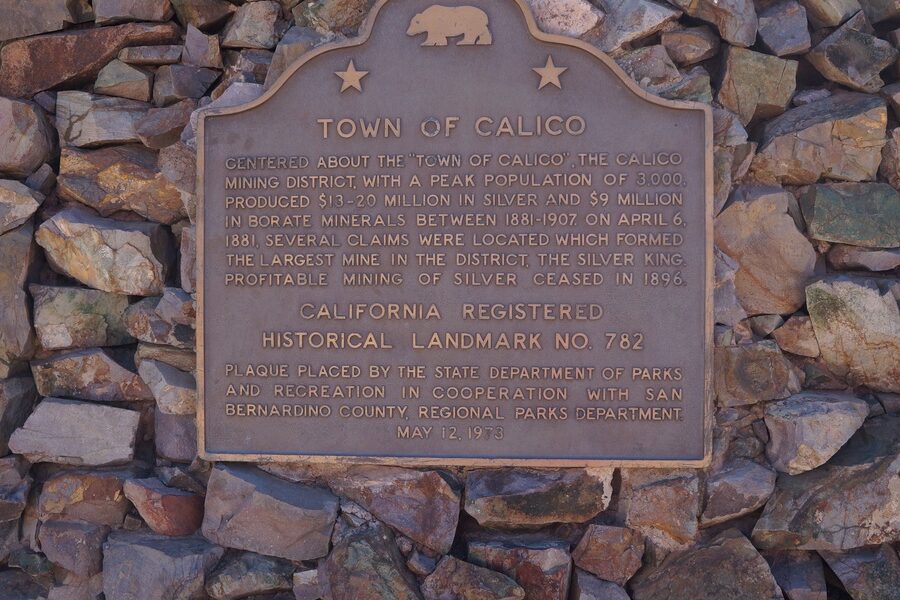 TOWN OF CALICO
CENTERED ABOUT THE "TOWN OF CALICO", THE CALICO
MINING DISTRICT, WITH A PEAK POPULATION OF 3,000,
PRODUCED $13-20 MILLION IN SILVER AND $9 MILLION
IN BORATE MINERALS BETWEEN 1881-1907. ON APRIL 6,
1881, SEVERAL CLAIMS WERE LOCATED WHICH FORMED
THE LARGEST MINE IN THE DISTRICT, THE SILVER KING.
PROFITABLE MINING OF SILVER CEASED IN 1896.
CALIFORNIA REGISTERED
HISTORICAL LANDMARK NO. 782
PLAQUE PLACED BY THE STATE DEPARTMENT OF PARKS
AND RECREATION IN COOPERATION WITH SAN
BERNARDINO COUNTY, REGIONAL PARKS DEPARTMENT.
MAY 12, 1973